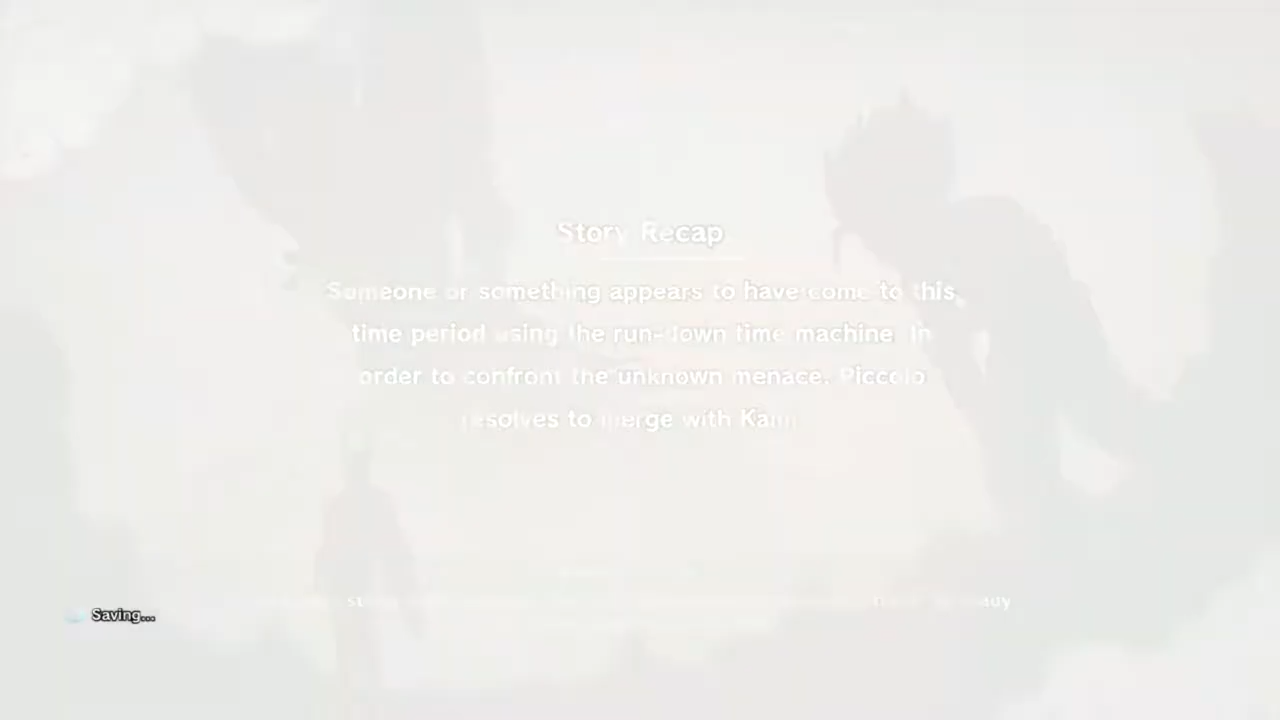 Story Recap
Someone or something appears to have come to this
time period using the run-down time machine. In
order to confront the unknown menace, Piccolo
resolves to merge with Kami
Saving...